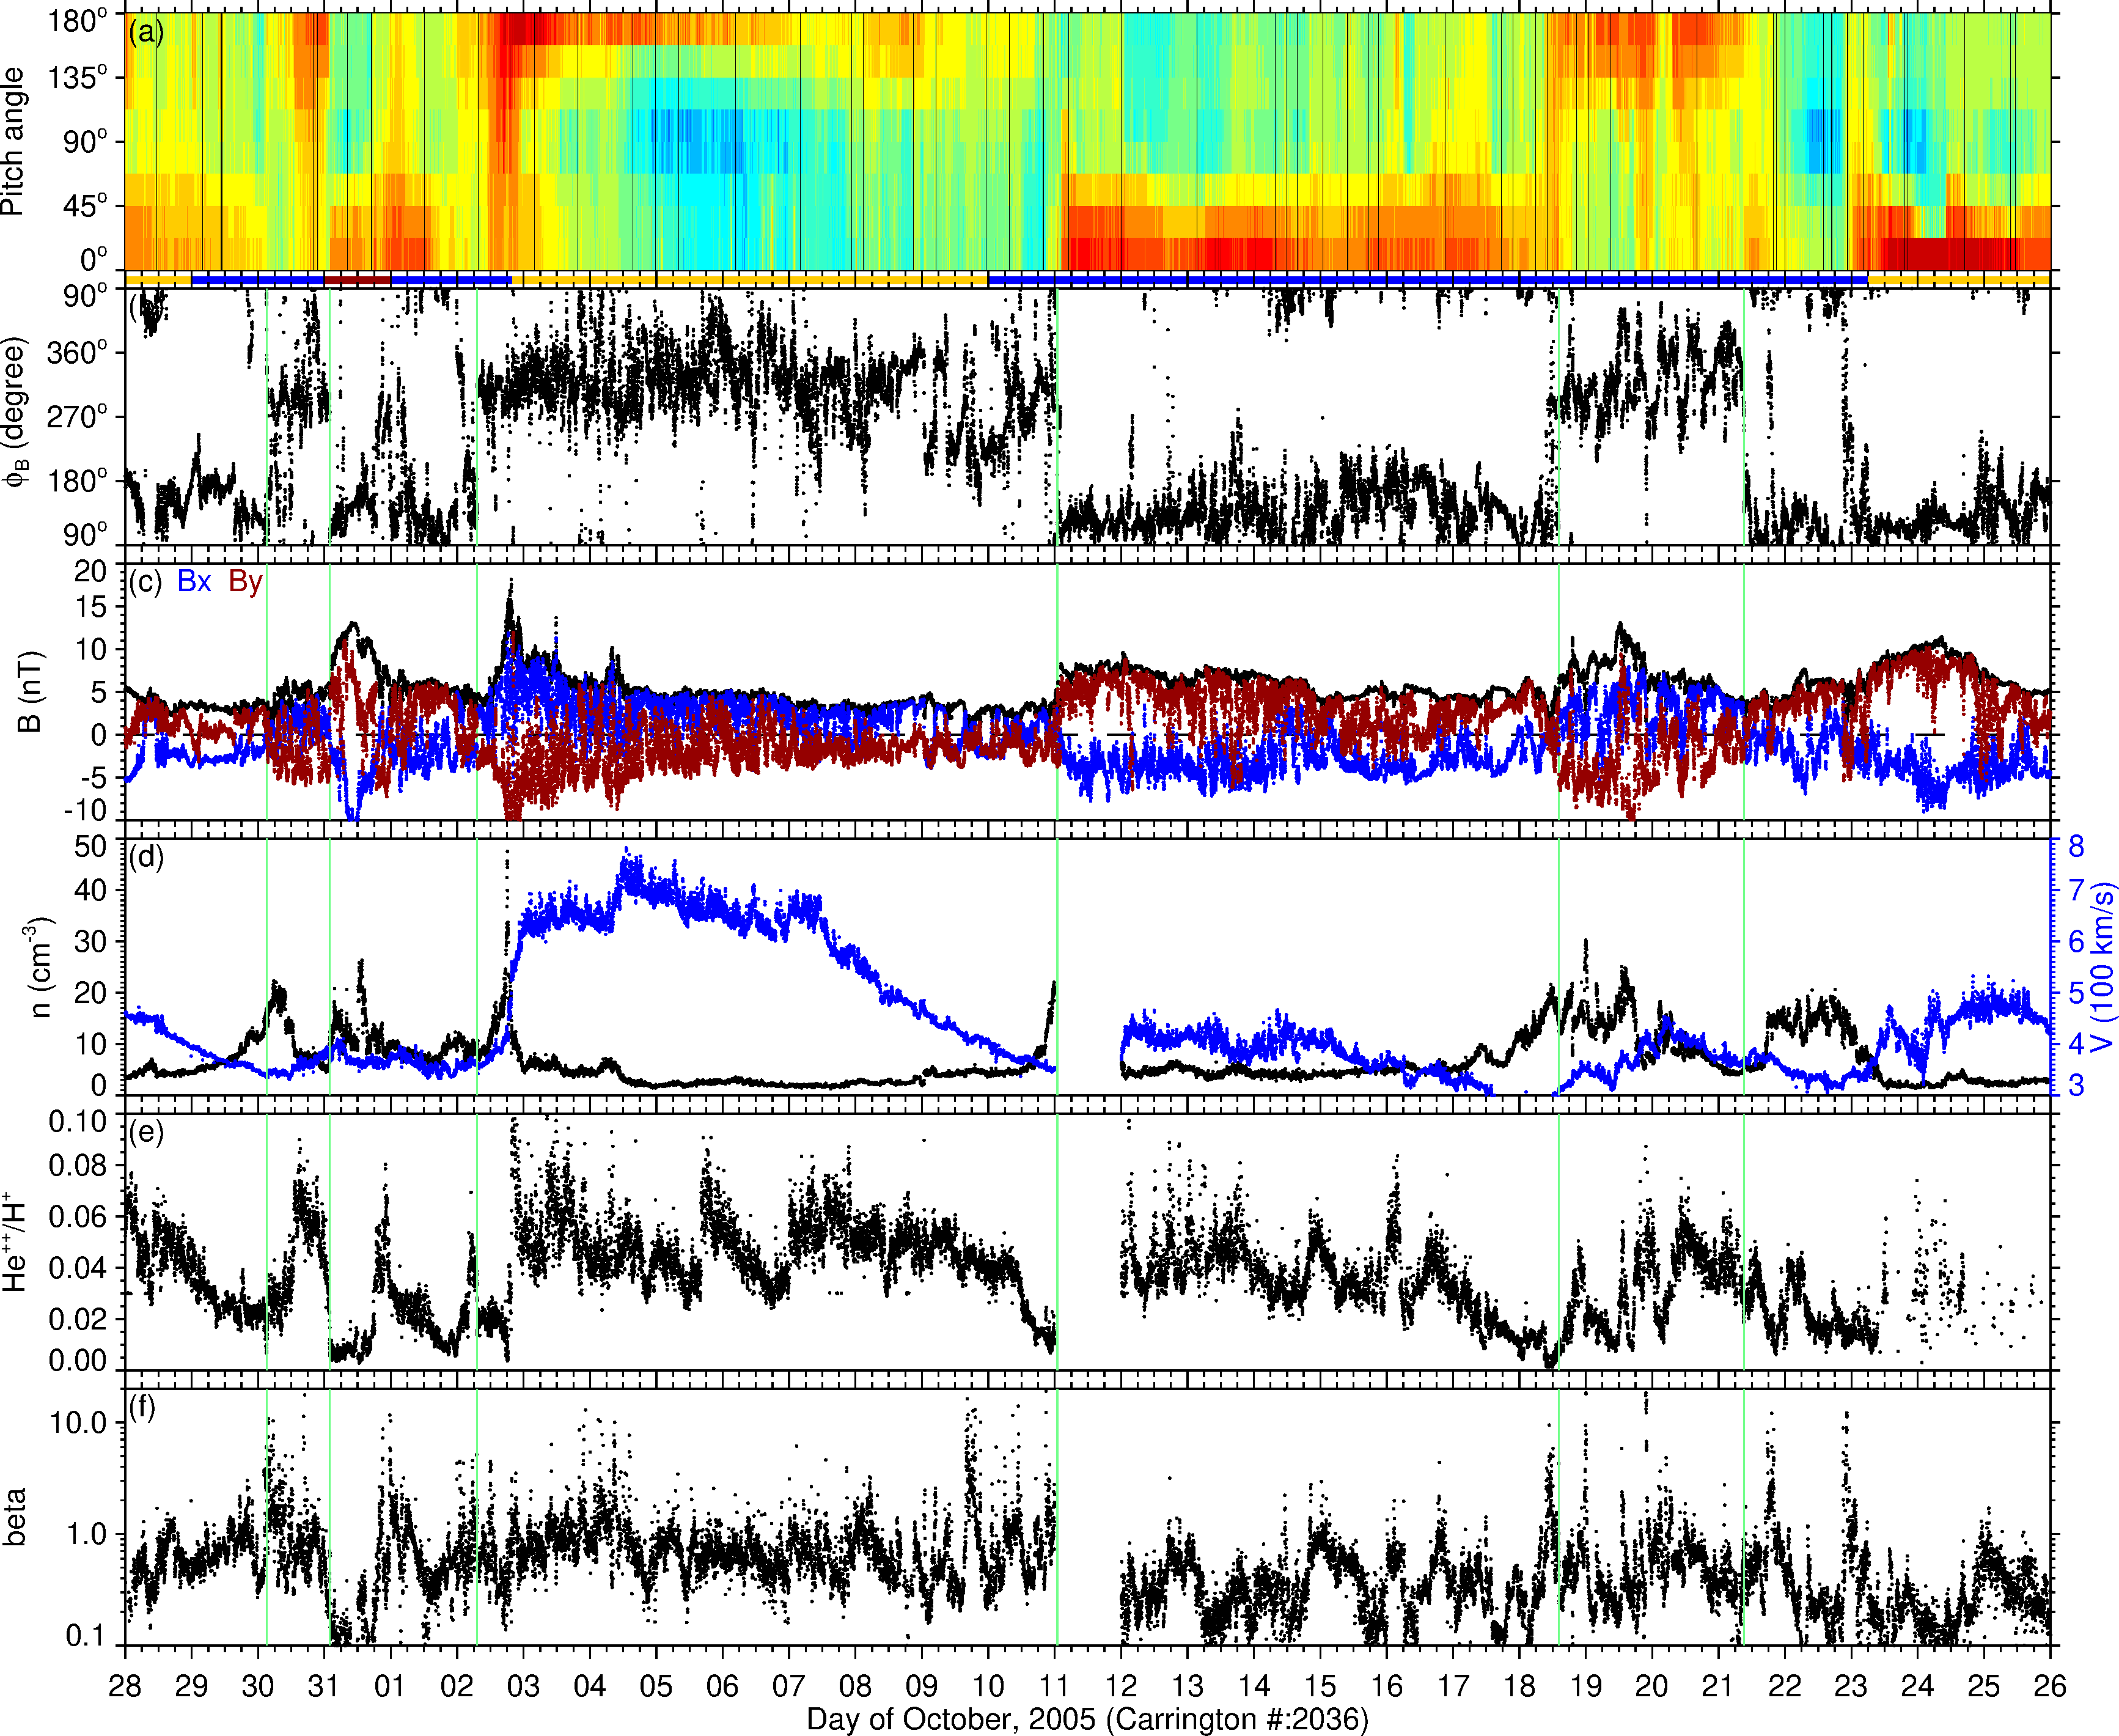 (a)
Pitch angle
180°
135°
90°
45°
0°
ϕB (degree)
90°
360°
270°
180°
90°
(c) Bx By
B (nT)
20
15
10
5
0
-5
-10
(d)
n (cm-3)
50
40
30
20
10
0
8
7
6
5
4
3
V (100 km/s)
(e)
He++/H+
0.10
0.08
0.06
0.04
0.02
0.00
(f)
beta
10.0
1.0
0.1
28 29 30 31 01 02 03 04 05 06 07 08 09 10 11 12 13 14 15 16 17 18 19 20 21 22 23 24 25 26
Day of October, 2005 (Carrington #:2036)